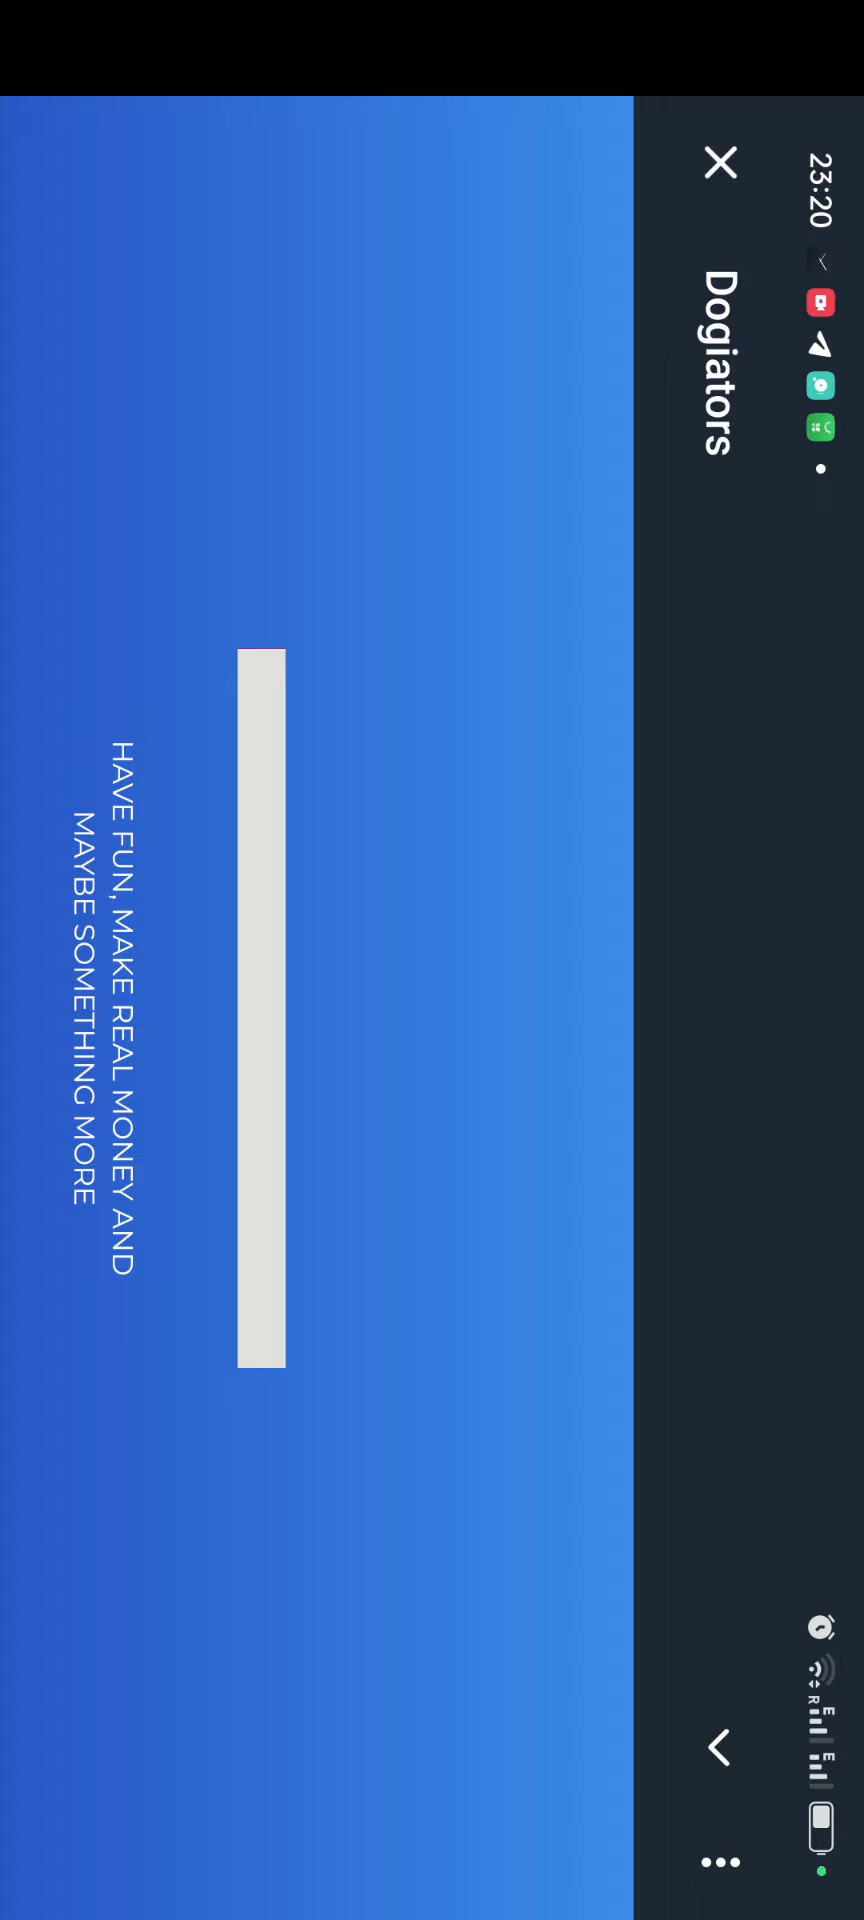 23:20
Dogiators
R E E
HAVE FUN, MAKE REAL MONEY AND
MAYBE SOMETHING MORE